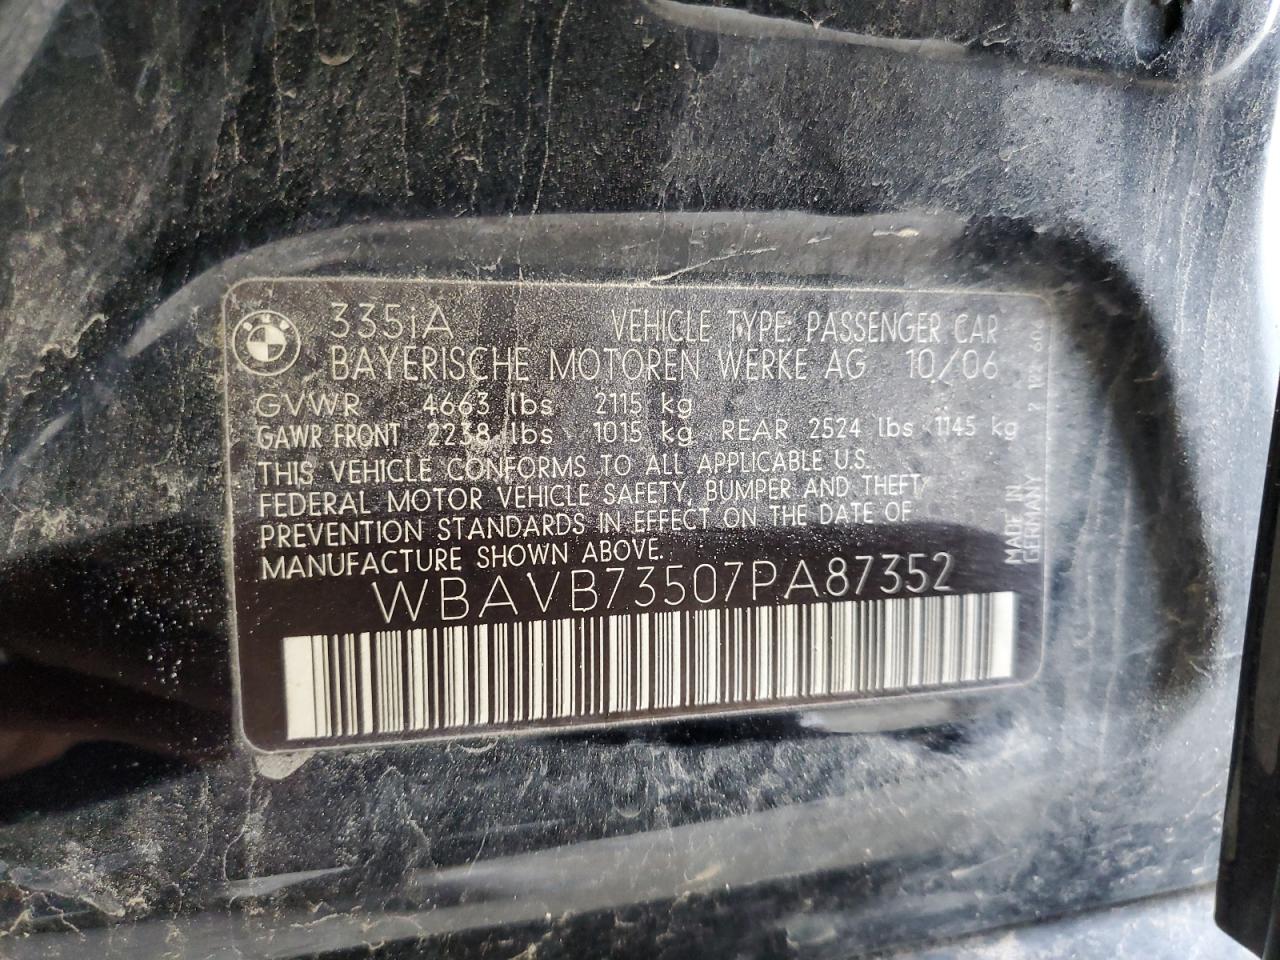 335iA VEHICLE TYPE: PASSENGER CAR
BAYERISCHE MOTOREN WERKE AG 10/06
GVWR 4663 lbs 2115 kg
GAWR FRONT 2238 lbs 1015 kg REAR 2524 lbs 1145 kg
THIS VEHICLE CONFORMS TO ALL APPLICABLE U.S.
FEDERAL MOTOR VEHICLE SAFETY, BUMPER AND THEFT
PREVENTION STANDARDS IN EFFECT ON THE DATE OF
MANUFACTURE SHOWN ABOVE.
WBAVB73507PA87352
MADE IN
GERMANY